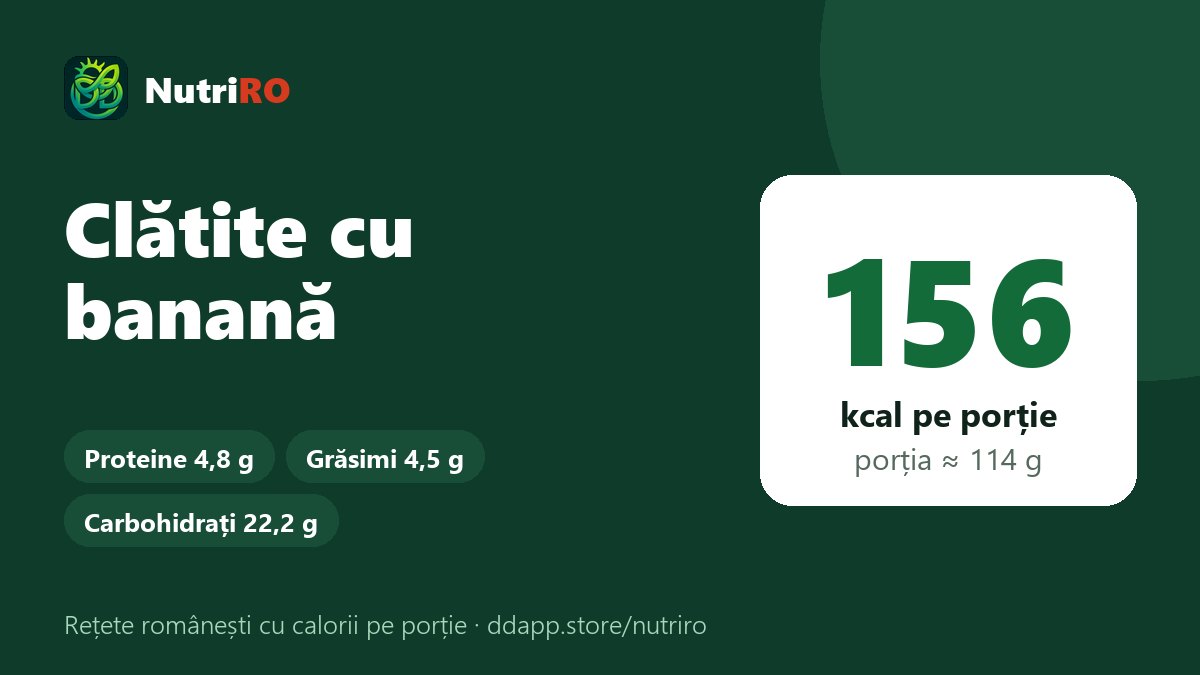 NutriRO
Clătite cu
banană
156
kcal pe porție
porția ≈ 114 g
Proteine 4,8 g
Grăsimi 4,5 g
Carbohidrați 22,2 g
Rețete românești cu calorii pe porție · ddapp.store/nutriro